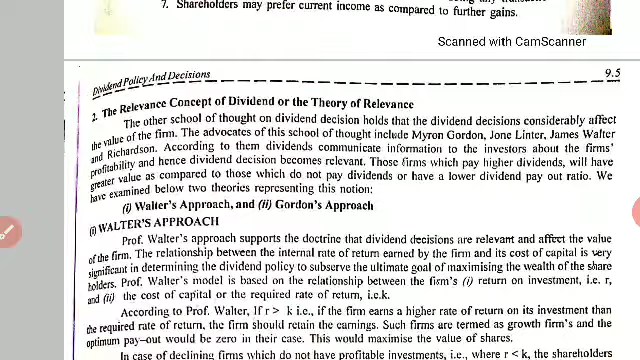 7. Shareholders may prefer current income as compared to further gains.
Scanned with CamScanner
Dividend Policy And Decisions 9.5
2. The Relevance Concept of Dividend or the Theory of Relevance
The other school of thought on dividend decision holds that the dividend decisions considerably affect
the value of the firm. The advocates of this school of thought include Myron Gordon, Jone Linter, James Walter
and Richardson. According to them dividends communicate information to the investors about the firms'
profitability and hence dividend decision becomes relevant. Those firms which pay higher dividends, will have
greater value as compared to those which do not pay dividends or have a lower dividend pay out ratio. We
have examined below two theories representing this notion:
(i) Walter's Approach, and (ii) Gordon's Approach
(i) WALTER'S APPROACH
Prof. Walter's approach supports the doctrine that dividend decisions are relevant and affect the value
of the firm. The relationship between the internal rate of return earned by the firm and its cost of capital is very
significant in determining the dividend policy to subserve the ultimate goal of maximising the wealth of the share
holders. Prof. Walter's model is based on the relationship between the firm's (i) return on investment, i.e. r,
and (ii) the cost of capital or the required rate of return, i.e.k.
According to Prof. Walter, If r > k i.e., if the firm earns a higher rate of return on its investment than
the required rate of return, the firm should retain the earnings. Such firms are termed as growth firm's and the
optimum pay-out would be zero in their case. This would maximise the value of shares.
In case of declining firms which do not have profitable investments, i.e., where r < k, the shareholders